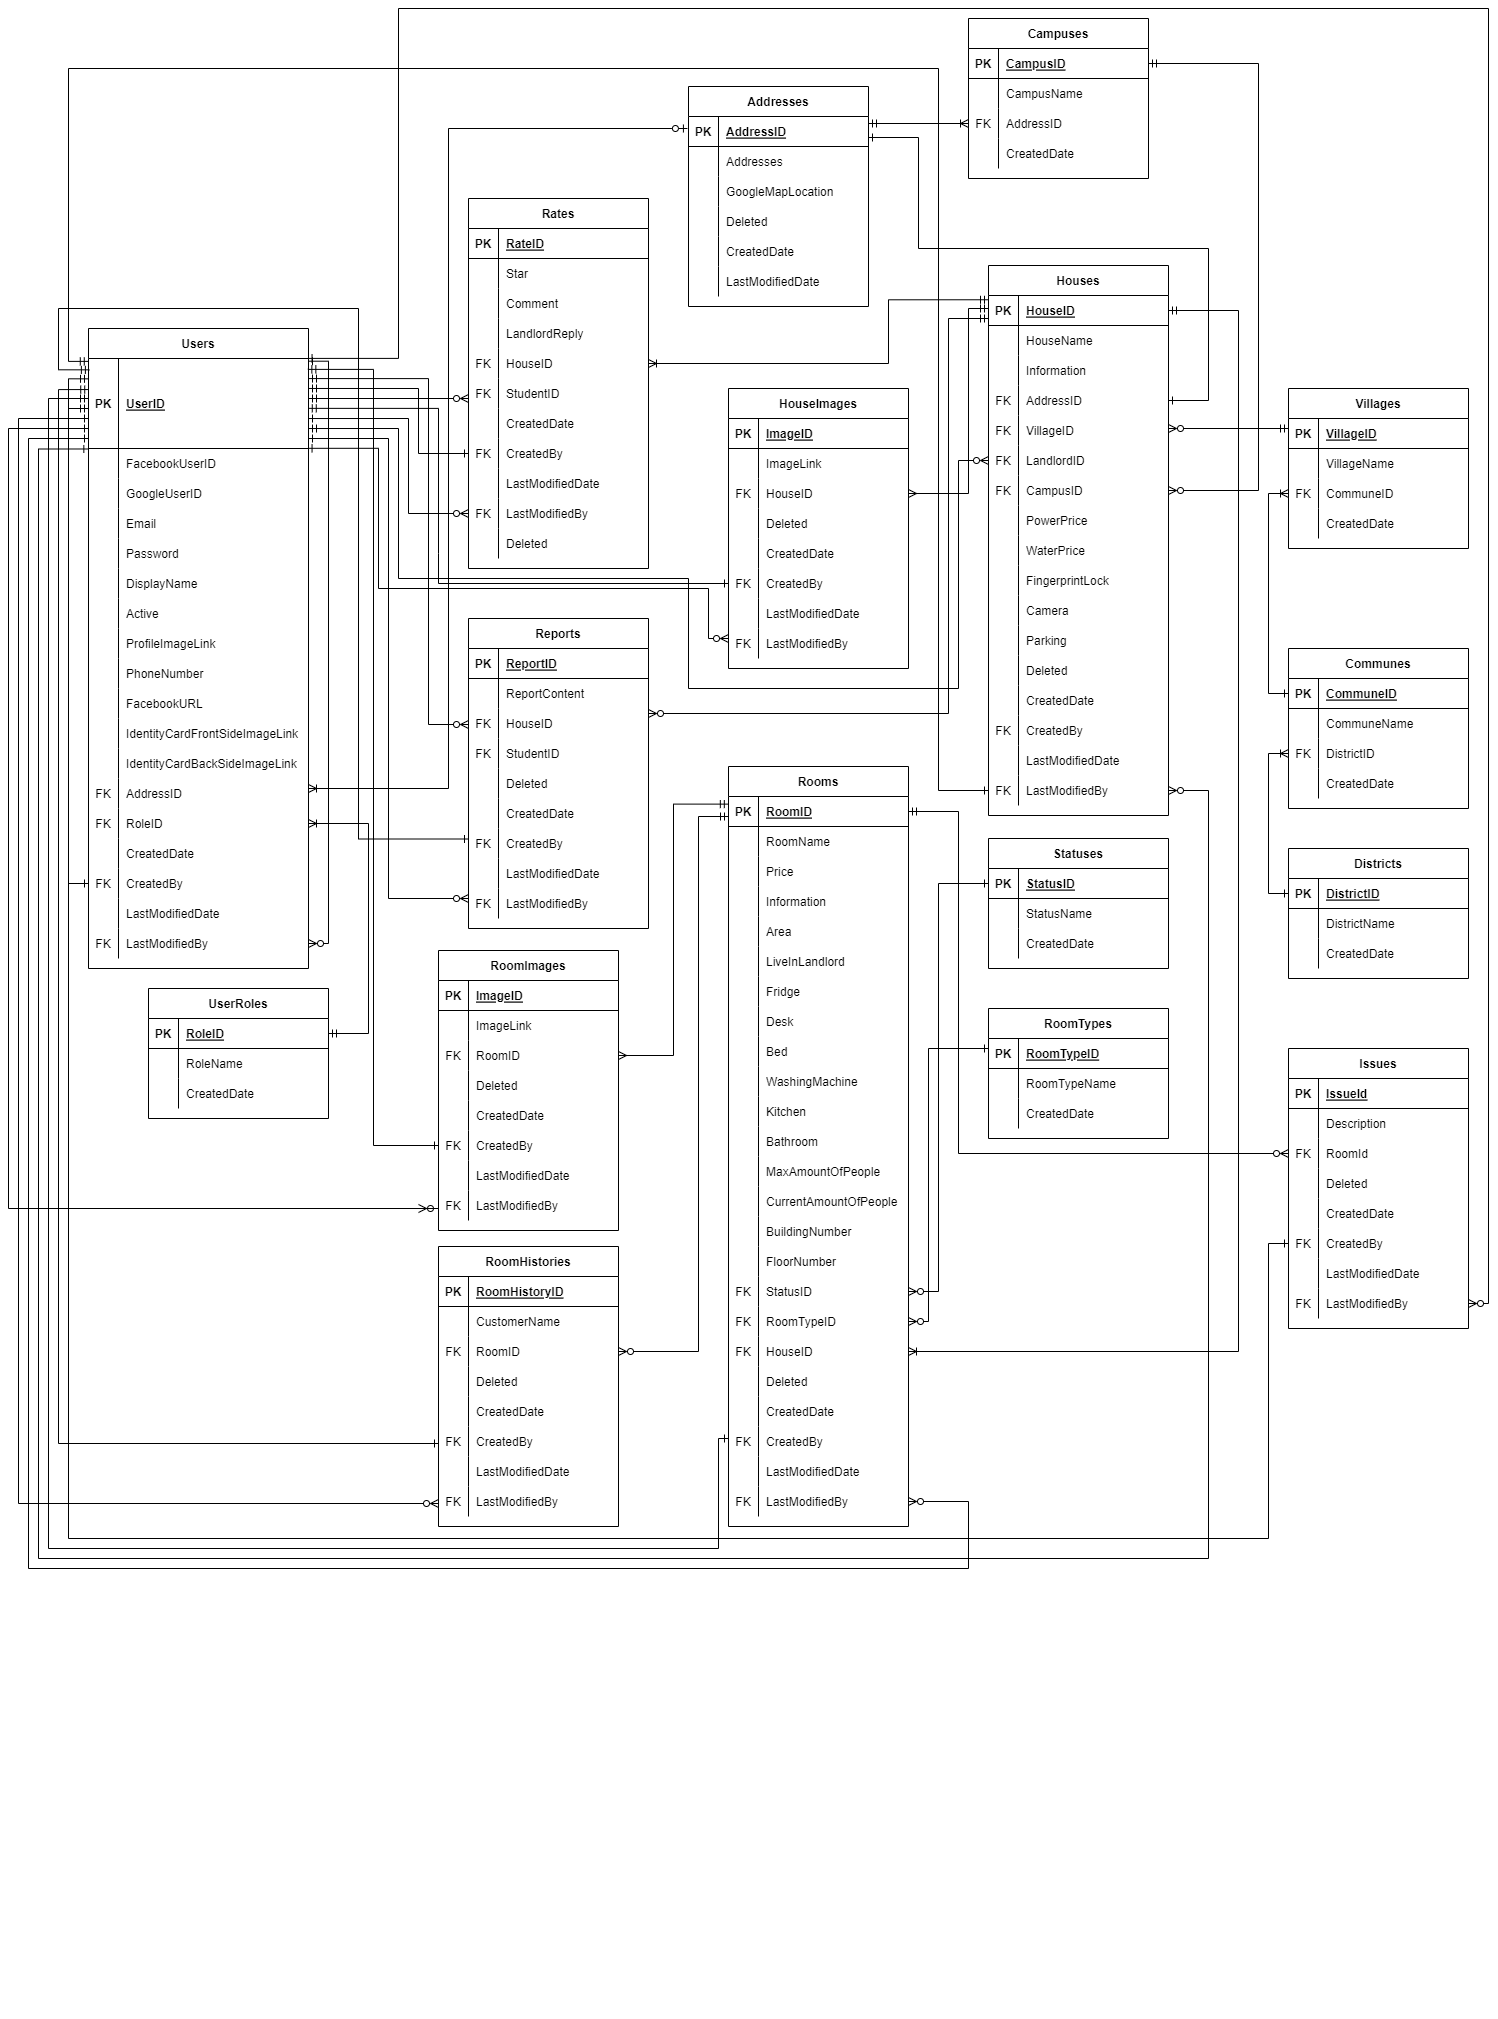 Campuses
PK CampusID
CampusName
FK AddressID
CreatedDate
Addresses
PK AddressID
Addresses
GoogleMapLocation
Deleted
CreatedDate
LastModifiedDate
Rates
PK RateID
Star
Comment
LandlordReply
FK HouseID
FK StudentID
CreatedDate
FK CreatedBy
LastModifiedDate
FK LastModifiedBy
Deleted
Houses
PK HouseID
HouseName
Information
FK AddressID
FK VillageID
FK LandlordID
FK CampusID
PowerPrice
WaterPrice
FingerprintLock
Camera
Parking
Deleted
CreatedDate
FK CreatedBy
LastModifiedDate
FK LastModifiedBy
Users
PK UserID
FacebookUserID
GoogleUserID
Email
Password
DisplayName
Active
ProfileImageLink
PhoneNumber
FacebookURL
IdentityCardFrontSideImageLink
IdentityCardBackSideImageLink
FK AddressID
FK RoleID
CreatedDate
FK CreatedBy
LastModifiedDate
FK LastModifiedBy
HouseImages
PK ImageID
ImageLink
FK HouseID
Deleted
CreatedDate
FK CreatedBy
LastModifiedDate
FK LastModifiedBy
Villages
PK VillageID
VillageName
FK CommuneID
CreatedDate
Reports
PK ReportID
ReportContent
FK HouseID
FK StudentID
Deleted
CreatedDate
FK CreatedBy
LastModifiedDate
FK LastModifiedBy
Communes
PK CommuneID
CommuneName
FK DistrictID
CreatedDate
Rooms
PK RoomID
RoomName
Price
Information
Area
LiveInLandlord
Fridge
Desk
Bed
WashingMachine
Kitchen
Bathroom
MaxAmountOfPeople
CurrentAmountOfPeople
BuildingNumber
FloorNumber
FK StatusID
FK RoomTypeID
FK HouseID
Deleted
CreatedDate
FK CreatedBy
LastModifiedDate
FK LastModifiedBy
Statuses
PK StatusID
StatusName
CreatedDate
Districts
PK DistrictID
DistrictName
CreatedDate
RoomImages
PK ImageID
ImageLink
FK RoomID
Deleted
CreatedDate
FK CreatedBy
LastModifiedDate
FK LastModifiedBy
UserRoles
PK RoleID
RoleName
CreatedDate
RoomTypes
PK RoomTypeID
RoomTypeName
CreatedDate
Issues
PK IssueId
Description
FK RoomId
Deleted
CreatedDate
FK CreatedBy
LastModifiedDate
FK LastModifiedBy
RoomHistories
PK RoomHistoryID
CustomerName
FK RoomID
Deleted
CreatedDate
FK CreatedBy
LastModifiedDate
FK LastModifiedBy